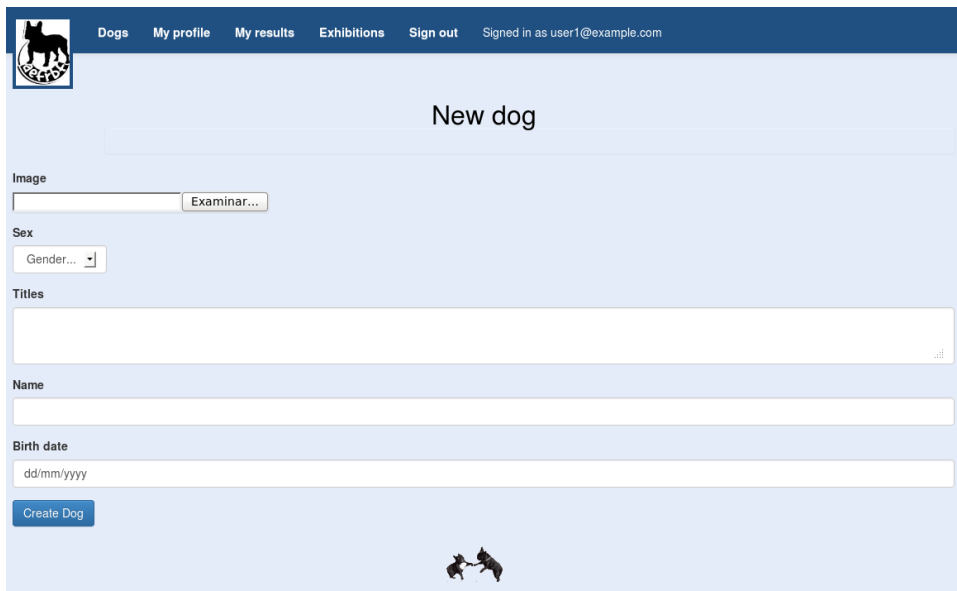 Dogs My profile My results Exhibitions Sign out Signed in as user1@example.com
New dog
Image
Examinar...
Sex
Gender...
Titles
Name
Birth date
dd/mm/yyyy
Create Dog